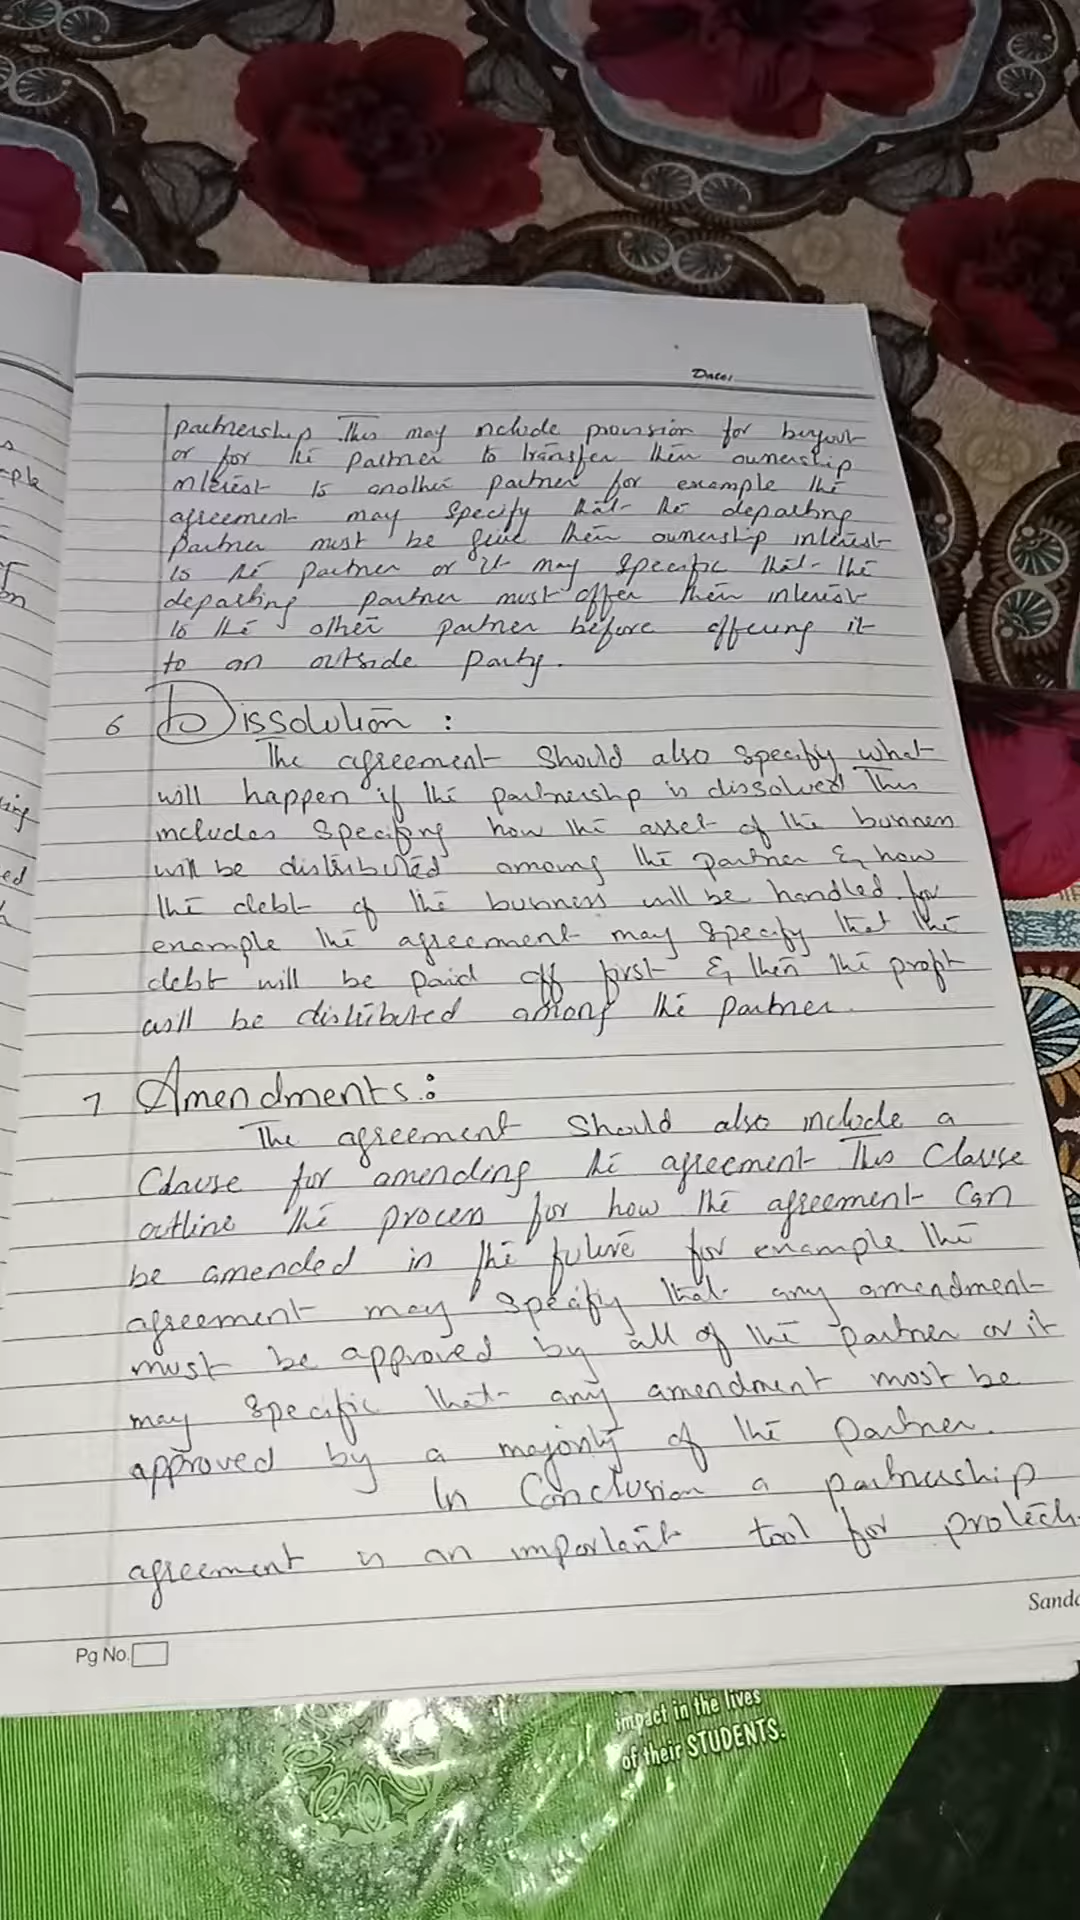 Date:
partnership. This may nclude provision for buyout
or for the partner to transfer their ownership
nterest to another partner for example the
agreement may specify that the departing
partner must be give their ownership interest
to the partner or it may specific that the
departing partner must offer their interest
to the other partner before offering it
to an outside party.
6 Dissolution :
The agreement should also specify what
will happen if the partnership is dissolved This
includes specifing how the asset of the business
will be distributed among the partner & how
the debt of the business will be handled. for
example the agreement may specify that the
debt will be paid off first & then the profit
will be distributed among the partner.
7 Amendments:
The agreement should also include a
Clause for amending the agreement This Clause
outline the process for how the agreement can
be amended in the future for example the
agreement may specify that any amendment
must be approved by all of the partner or it
may specific that any amendment must be
approved by a majority of the partner.
In Conclusion a partnership
agreement is an important tool for protect
Pg No.
impact in the lives
of their STUDENTS.